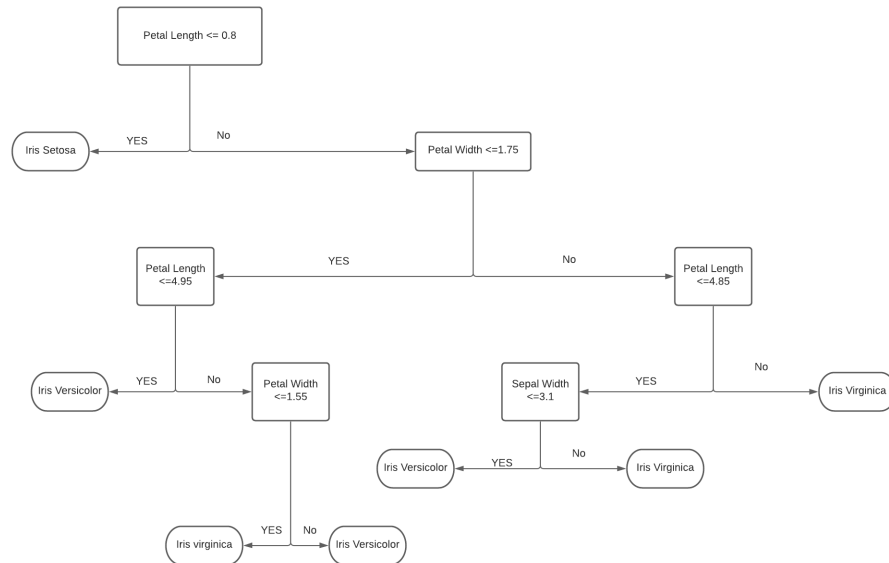 Petal Length <= 0.8
YES
No
Iris Setosa
Petal Width <=1.75
YES
No
Petal Length
<=4.95
Petal Length
<=4.85
YES
No
YES
No
Iris Versicolor
Petal Width
<=1.55
Sepal Width
<=3.1
Iris Virginica
YES
No
Iris Versicolor
Iris Virginica
YES
No
Iris virginica
Iris Versicolor